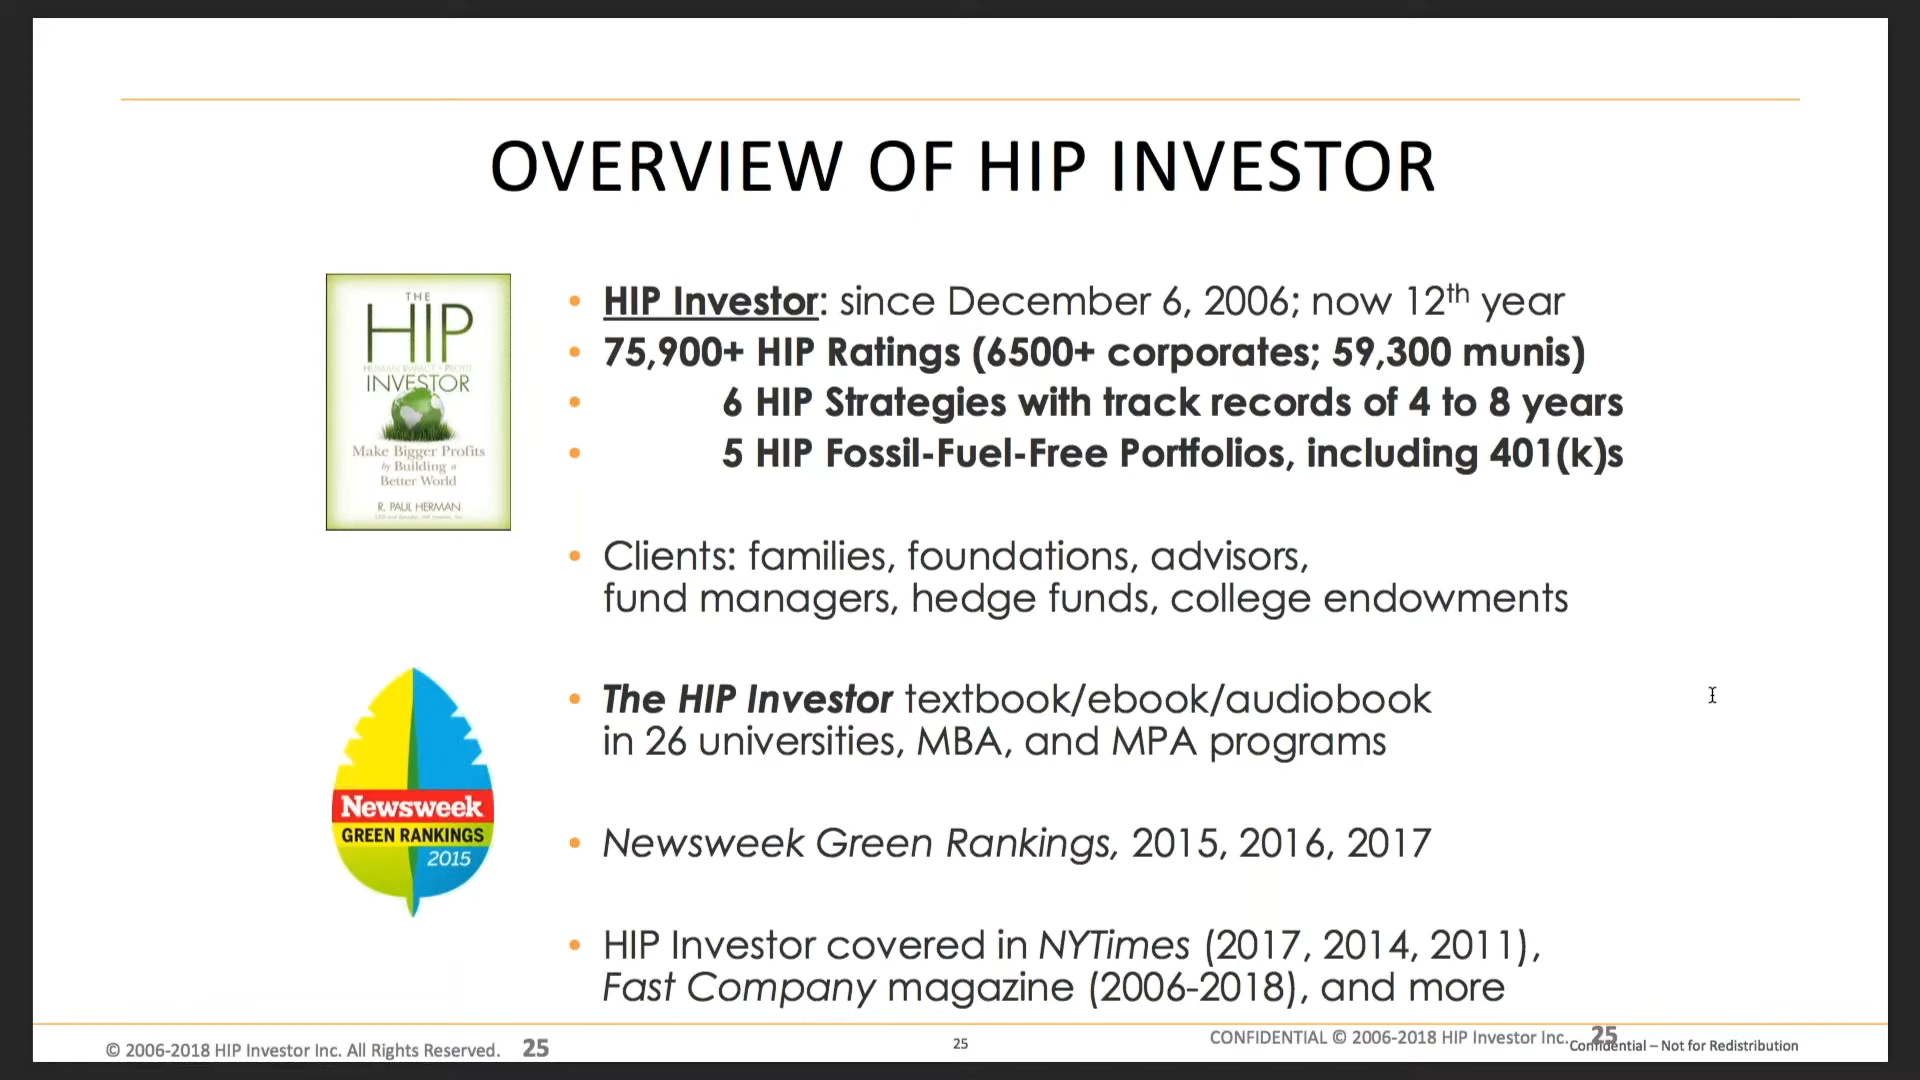 OVERVIEW OF HIP INVESTOR
THE
HIP
HUMAN IMPACT + PROFIT
INVESTOR
Make Bigger Profits
by Building a
Better World
R. PAUL HERMAN
• HIP Investor: since December 6, 2006; now 12th year
• 75,900+ HIP Ratings (6500+ corporates; 59,300 munis)
• 6 HIP Strategies with track records of 4 to 8 years
• 5 HIP Fossil-Fuel-Free Portfolios, including 401(k)s
• Clients: families, foundations, advisors,
fund managers, hedge funds, college endowments
• The HIP Investor textbook/ebook/audiobook
in 26 universities, MBA, and MPA programs
Newsweek
GREEN RANKINGS
2015
• Newsweek Green Rankings, 2015, 2016, 2017
• HIP Investor covered in NYTimes (2017, 2014, 2011),
Fast Company magazine (2006-2018), and more
© 2006-2018 HIP Investor Inc. All Rights Reserved. 25
25
CONFIDENTIAL © 2006-2018 HIP Investor Inc. 25
Confidential – Not for Redistribution